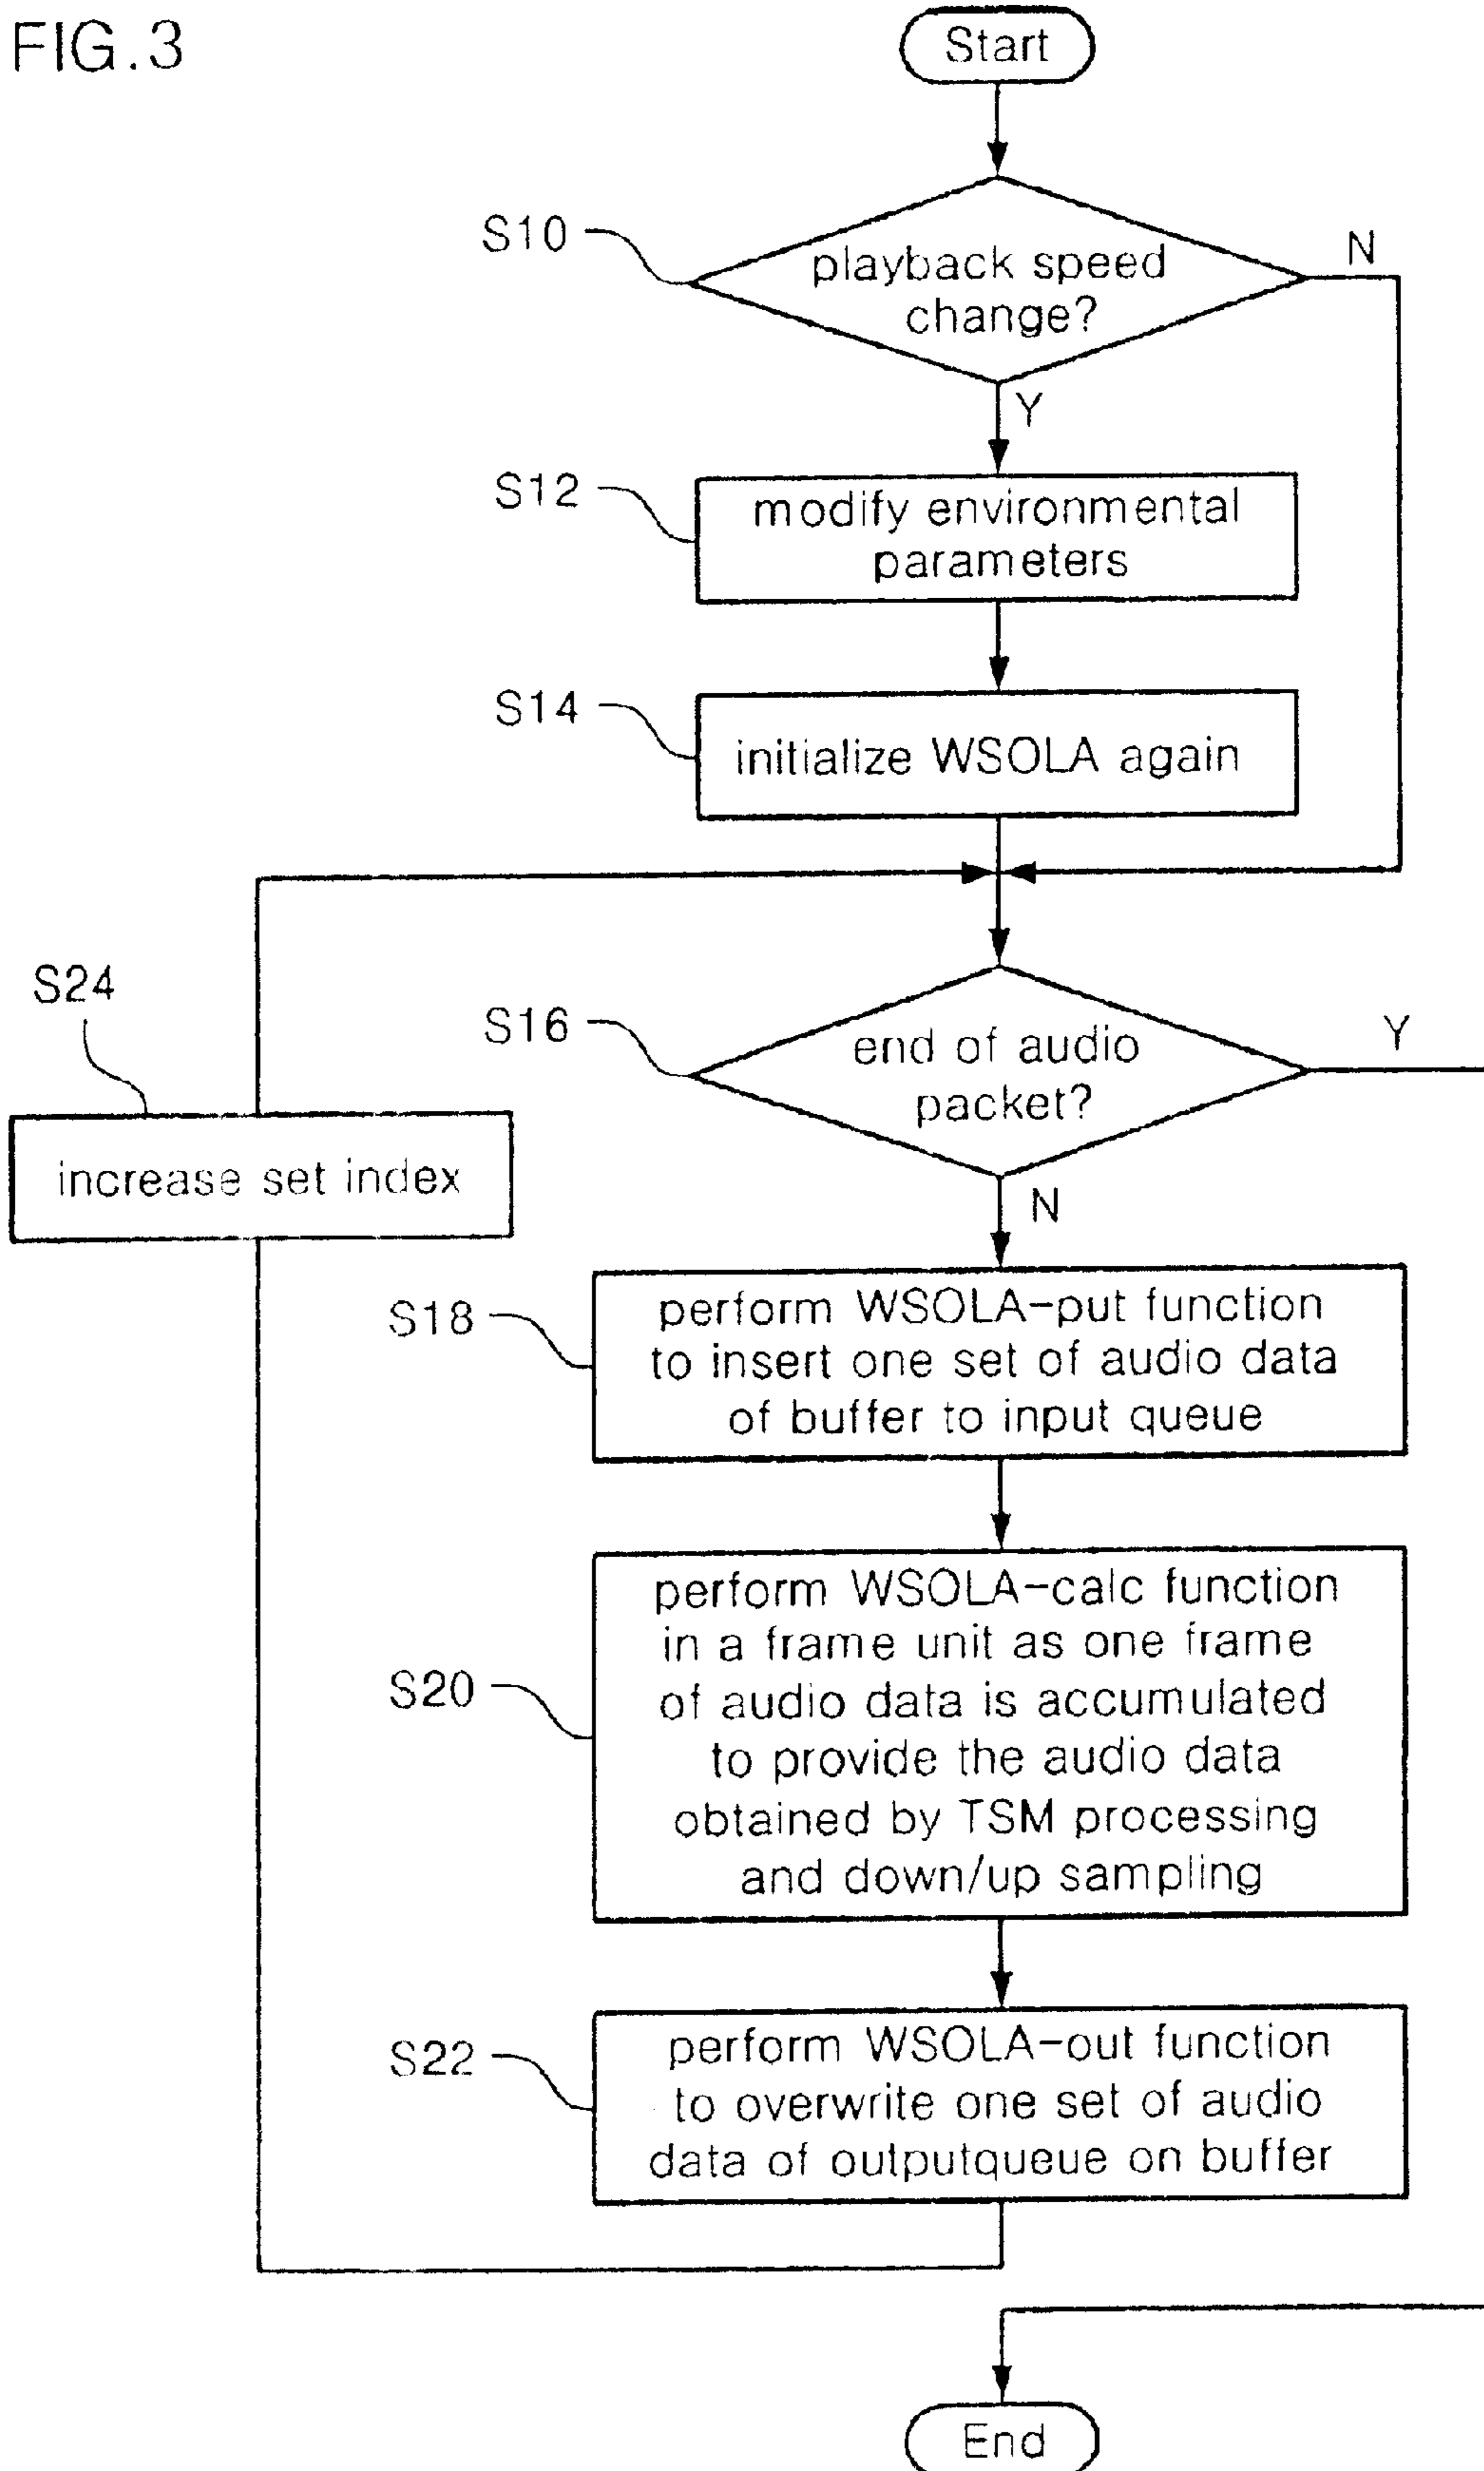 FIG.3
Start
S10
playback speed
change?
N
Y
S12
modify environmental
parameters
S14
initialize WSOLA again
S24
increase set index
S16
end of audio
packet?
Y
N
S18
perform WSOLA-put function
to insert one set of audio data
of buffer to input queue
S20
perform WSOLA-calc function
in a frame unit as one frame
of audio data is accumulated
to provide the audio data
obtained by TSM processing
and down/up sampling
S22
perform WSOLA-out function
to overwrite one set of audio
data of outputqueue on buffer
End